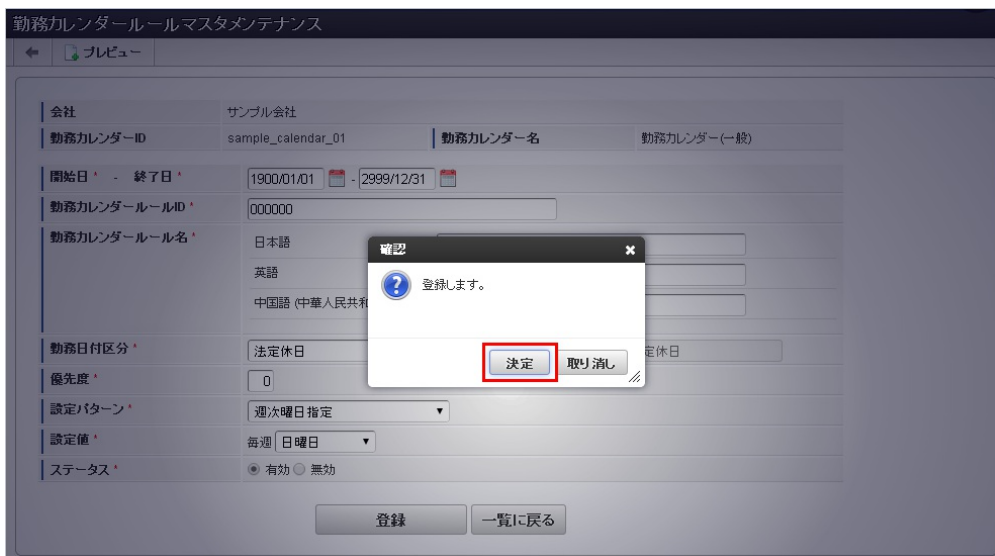 勤務カレンダールールマスタメンテナンス
プレビュー
会社 サンプル会社
勤務カレンダーID sample_calendar_01 勤務カレンダー名 勤務カレンダー(一般)
開始日* - 終了日* 1900/01/01 - 2999/12/31
勤務カレンダールールID* 000000
勤務カレンダールール名* 日本語
英語
中国語 (中華人民共和
確認
登録します。
決定 取り消し
勤務日付区分* 法定休日 定休日
優先度* 0
設定パターン* 週次曜日指定
設定値* 毎週 日曜日
ステータス* 有効 無効
登録 一覧に戻る